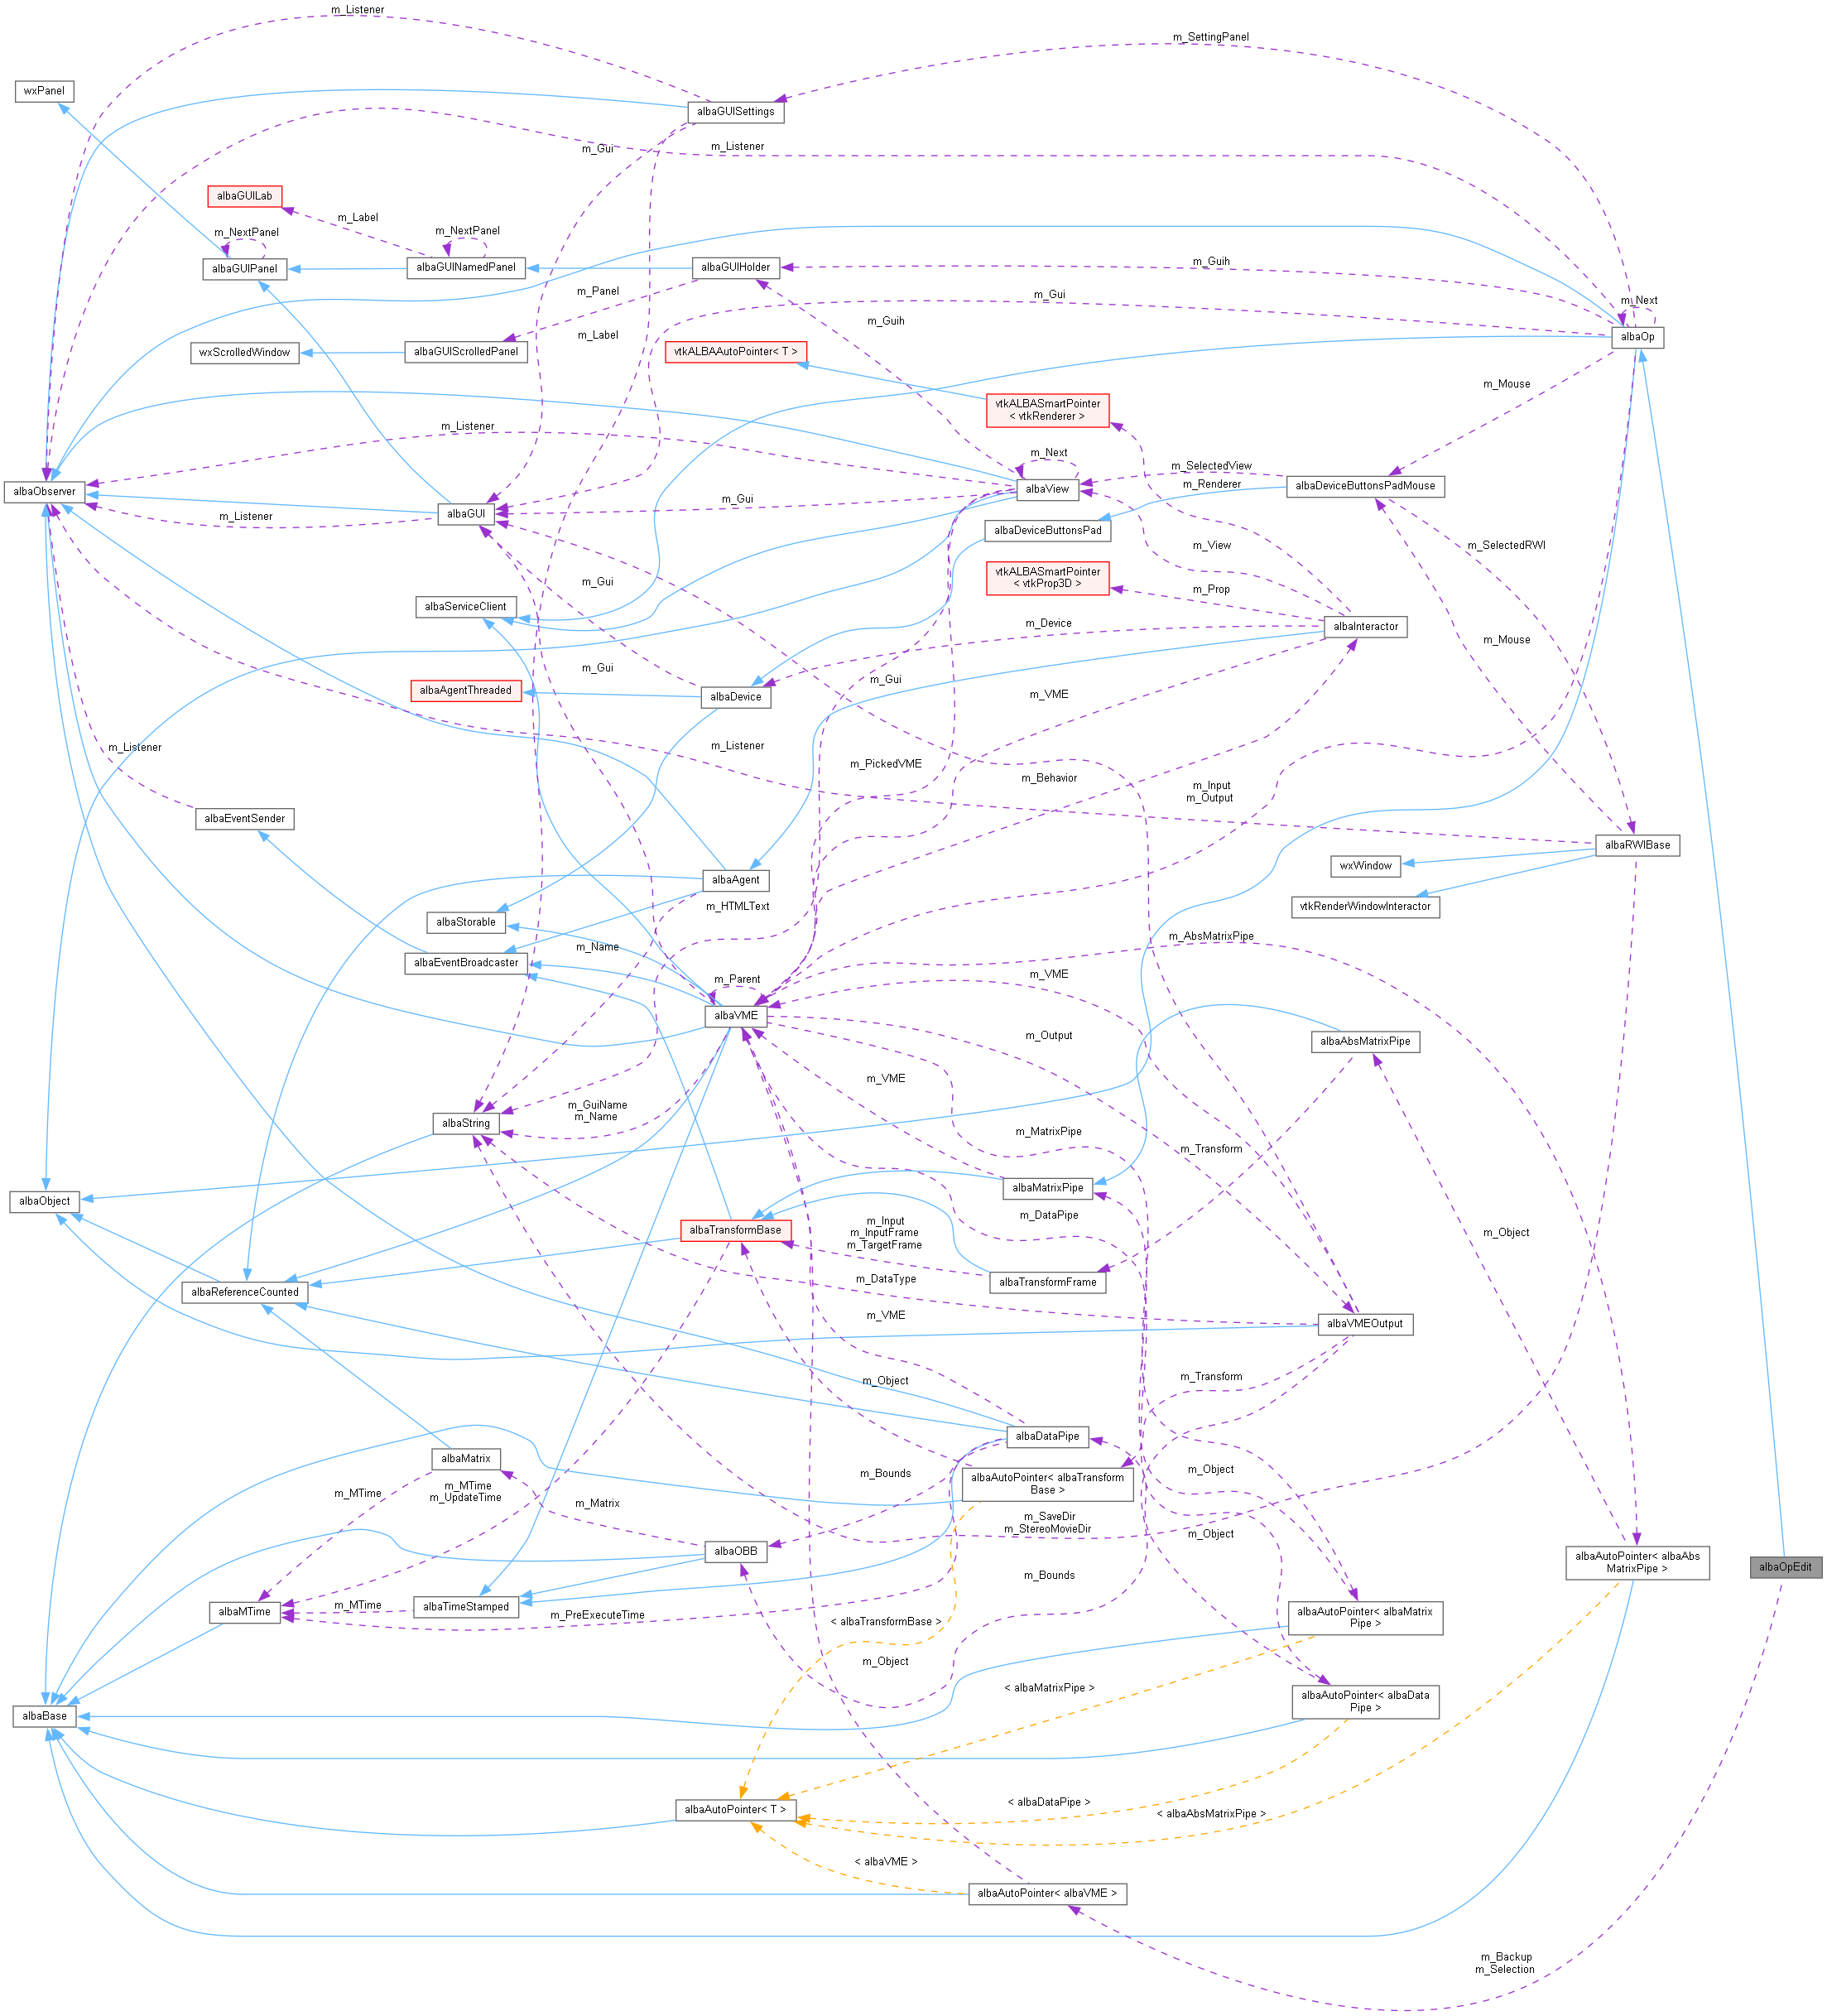 m_Listener
m_SettingPanel
wxPanel
albaGUISettings
m_Gui
m_Listener
albaGUILab
m_Label
m_NextPanel
m_NextPanel
albaGUIPanel
albaGUINamedPanel
albaGUIHolder
m_Guih
m_Panel
m_Gui
m_Next
m_Guih
m_Label
albaOp
wxScrolledWindow
albaGUIScrolledPanel
vtkALBAAutoPointer< T >
m_Mouse
vtkALBASmartPointer
< vtkRenderer >
m_Listener
m_Next
m_SelectedView
m_Renderer
albaObserver
albaView
albaDeviceButtonsPadMouse
m_Gui
albaGUI
m_Listener
albaDeviceButtonsPad
m_SelectedRWI
m_View
vtkALBASmartPointer
< vtkProp3D >
m_Gui
m_Prop
albaServiceClient
m_Device
albaInteractor
m_Mouse
m_Gui
m_Gui
albaAgentThreaded
albaDevice
m_VME
m_Listener
m_Listener
m_PickedVME
m_Behavior
m_Input
m_Output
albaEventSender
albaRWIBase
wxWindow
albaAgent
m_HTMLText
albaStorable
vtkRenderWindowInteractor
m_Name
m_AbsMatrixPipe
albaEventBroadcaster
m_Parent
m_VME
albaVME
m_Output
albaAbsMatrixPipe
m_VME
m_GuiName
m_Name
albaString
m_MatrixPipe
m_Transform
albaObject
albaMatrixPipe
m_DataPipe
albaTransformBase
m_Input
m_InputFrame
m_TargetFrame
m_Object
albaReferenceCounted
m_DataType
albaTransformFrame
m_VME
albaVMEOutput
m_Object
m_Transform
albaDataPipe
albaMatrix
m_Bounds
albaAutoPointer< albaTransform
Base >
m_Object
m_MTime
m_MTime
m_UpdateTime
m_Matrix
m_SaveDir
m_StereoMovieDir
m_Object
albaOBB
albaAutoPointer< albaAbs
MatrixPipe >
albaOpEdit
m_Bounds
albaMTime
m_MTime
albaTimeStamped
m_PreExecuteTime
< albaTransformBase >
albaAutoPointer< albaMatrix
Pipe >
m_Object
< albaMatrixPipe >
albaAutoPointer< albaData
Pipe >
albaBase
albaAutoPointer< T >
< albaDataPipe >
< albaAbsMatrixPipe >
< albaVME >
albaAutoPointer< albaVME >
m_Backup
m_Selection